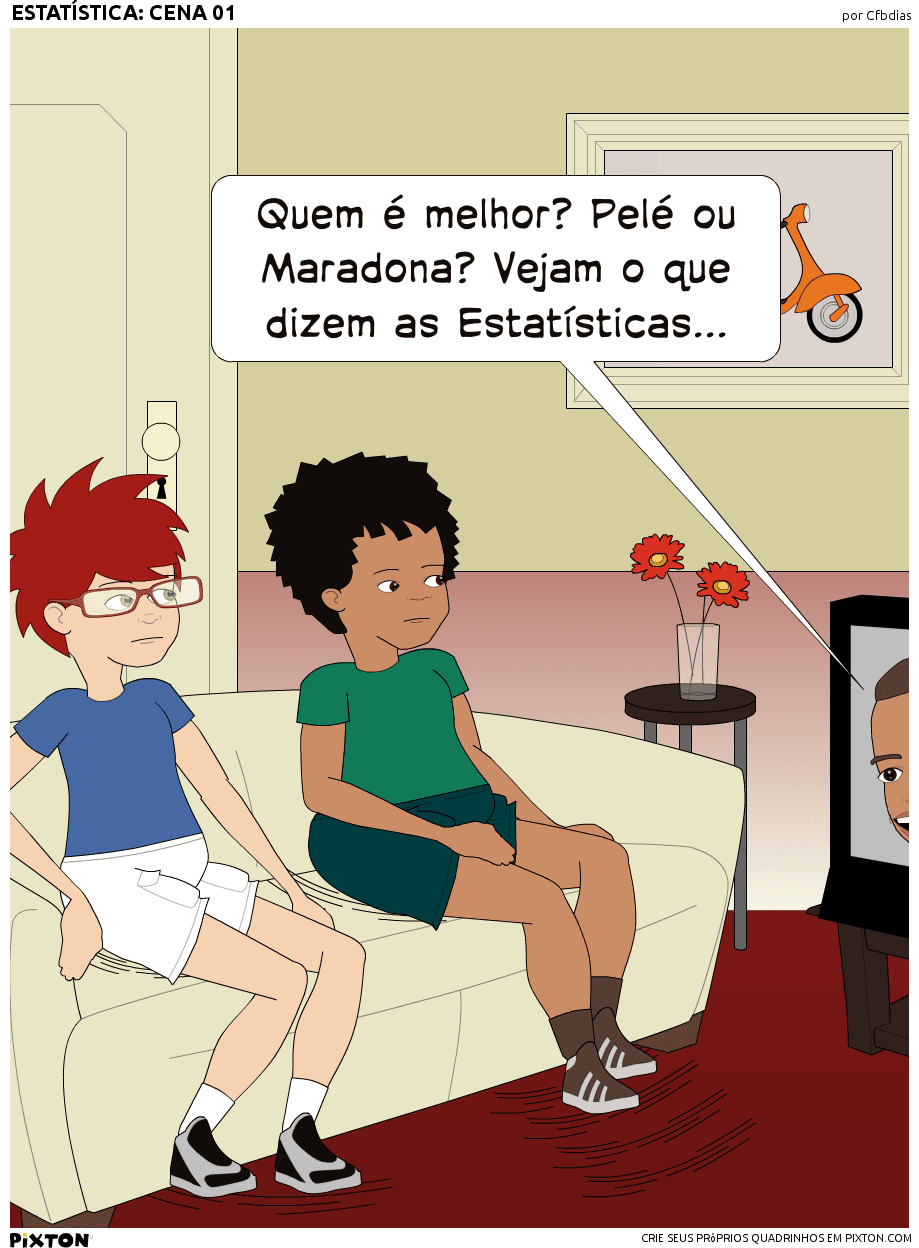 ESTATÍSTICA: CENA 01
por Cfbdias
Quem é melhor? Pelé ou
Maradona? Vejam o que
dizem as Estatísticas...
PIXTON
CRIE SEUS PRÓPRIOS QUADRINHOS EM PIXTON.COM